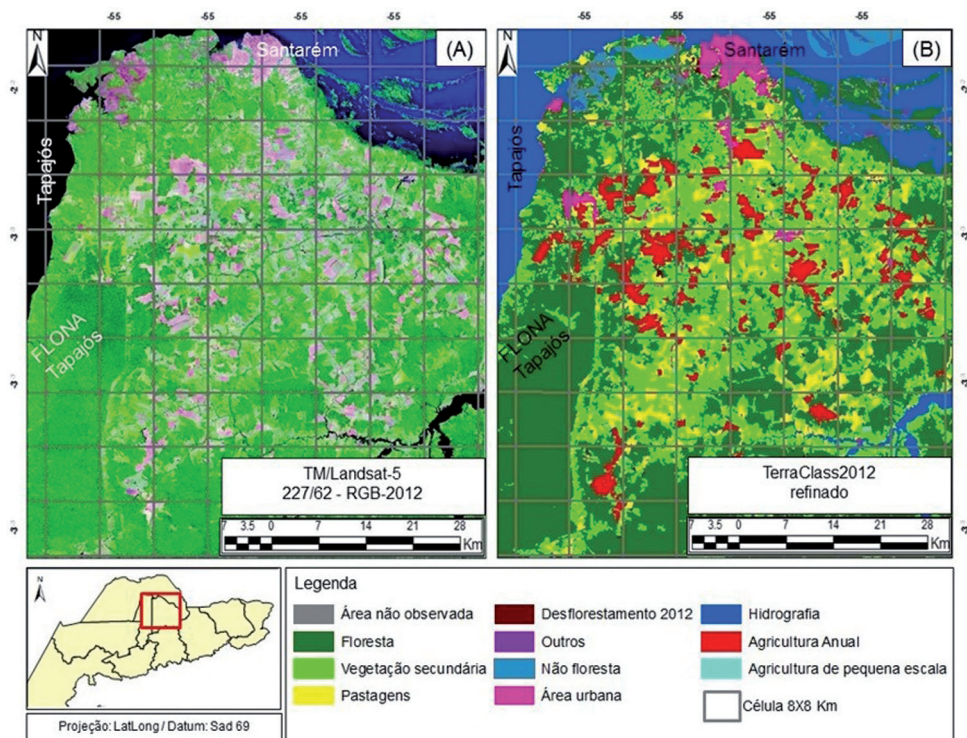 -55 -55 -55 -55 -55 -55 -55 -55
N
Santarém
(A)
Tapajós
FLONA
Tapajós
TM/Landsat-5
227/62 - RGB-2012
7 3.5 0 7 14 21 28
Km
N
Santarém
(B)
Tapajós
FLONA
Tapajós
TerraClass2012
refinado
7 3.5 0 7 14 21 28
Km
N
Projeção: LatLong / Datum: Sad 69
Legenda
Área não observada
Floresta
Vegetação secundária
Pastagens
Desflorestamento 2012
Outros
Não floresta
Área urbana
Hidrografia
Agricultura Anual
Agricultura de pequena escala
Célula 8X8 Km